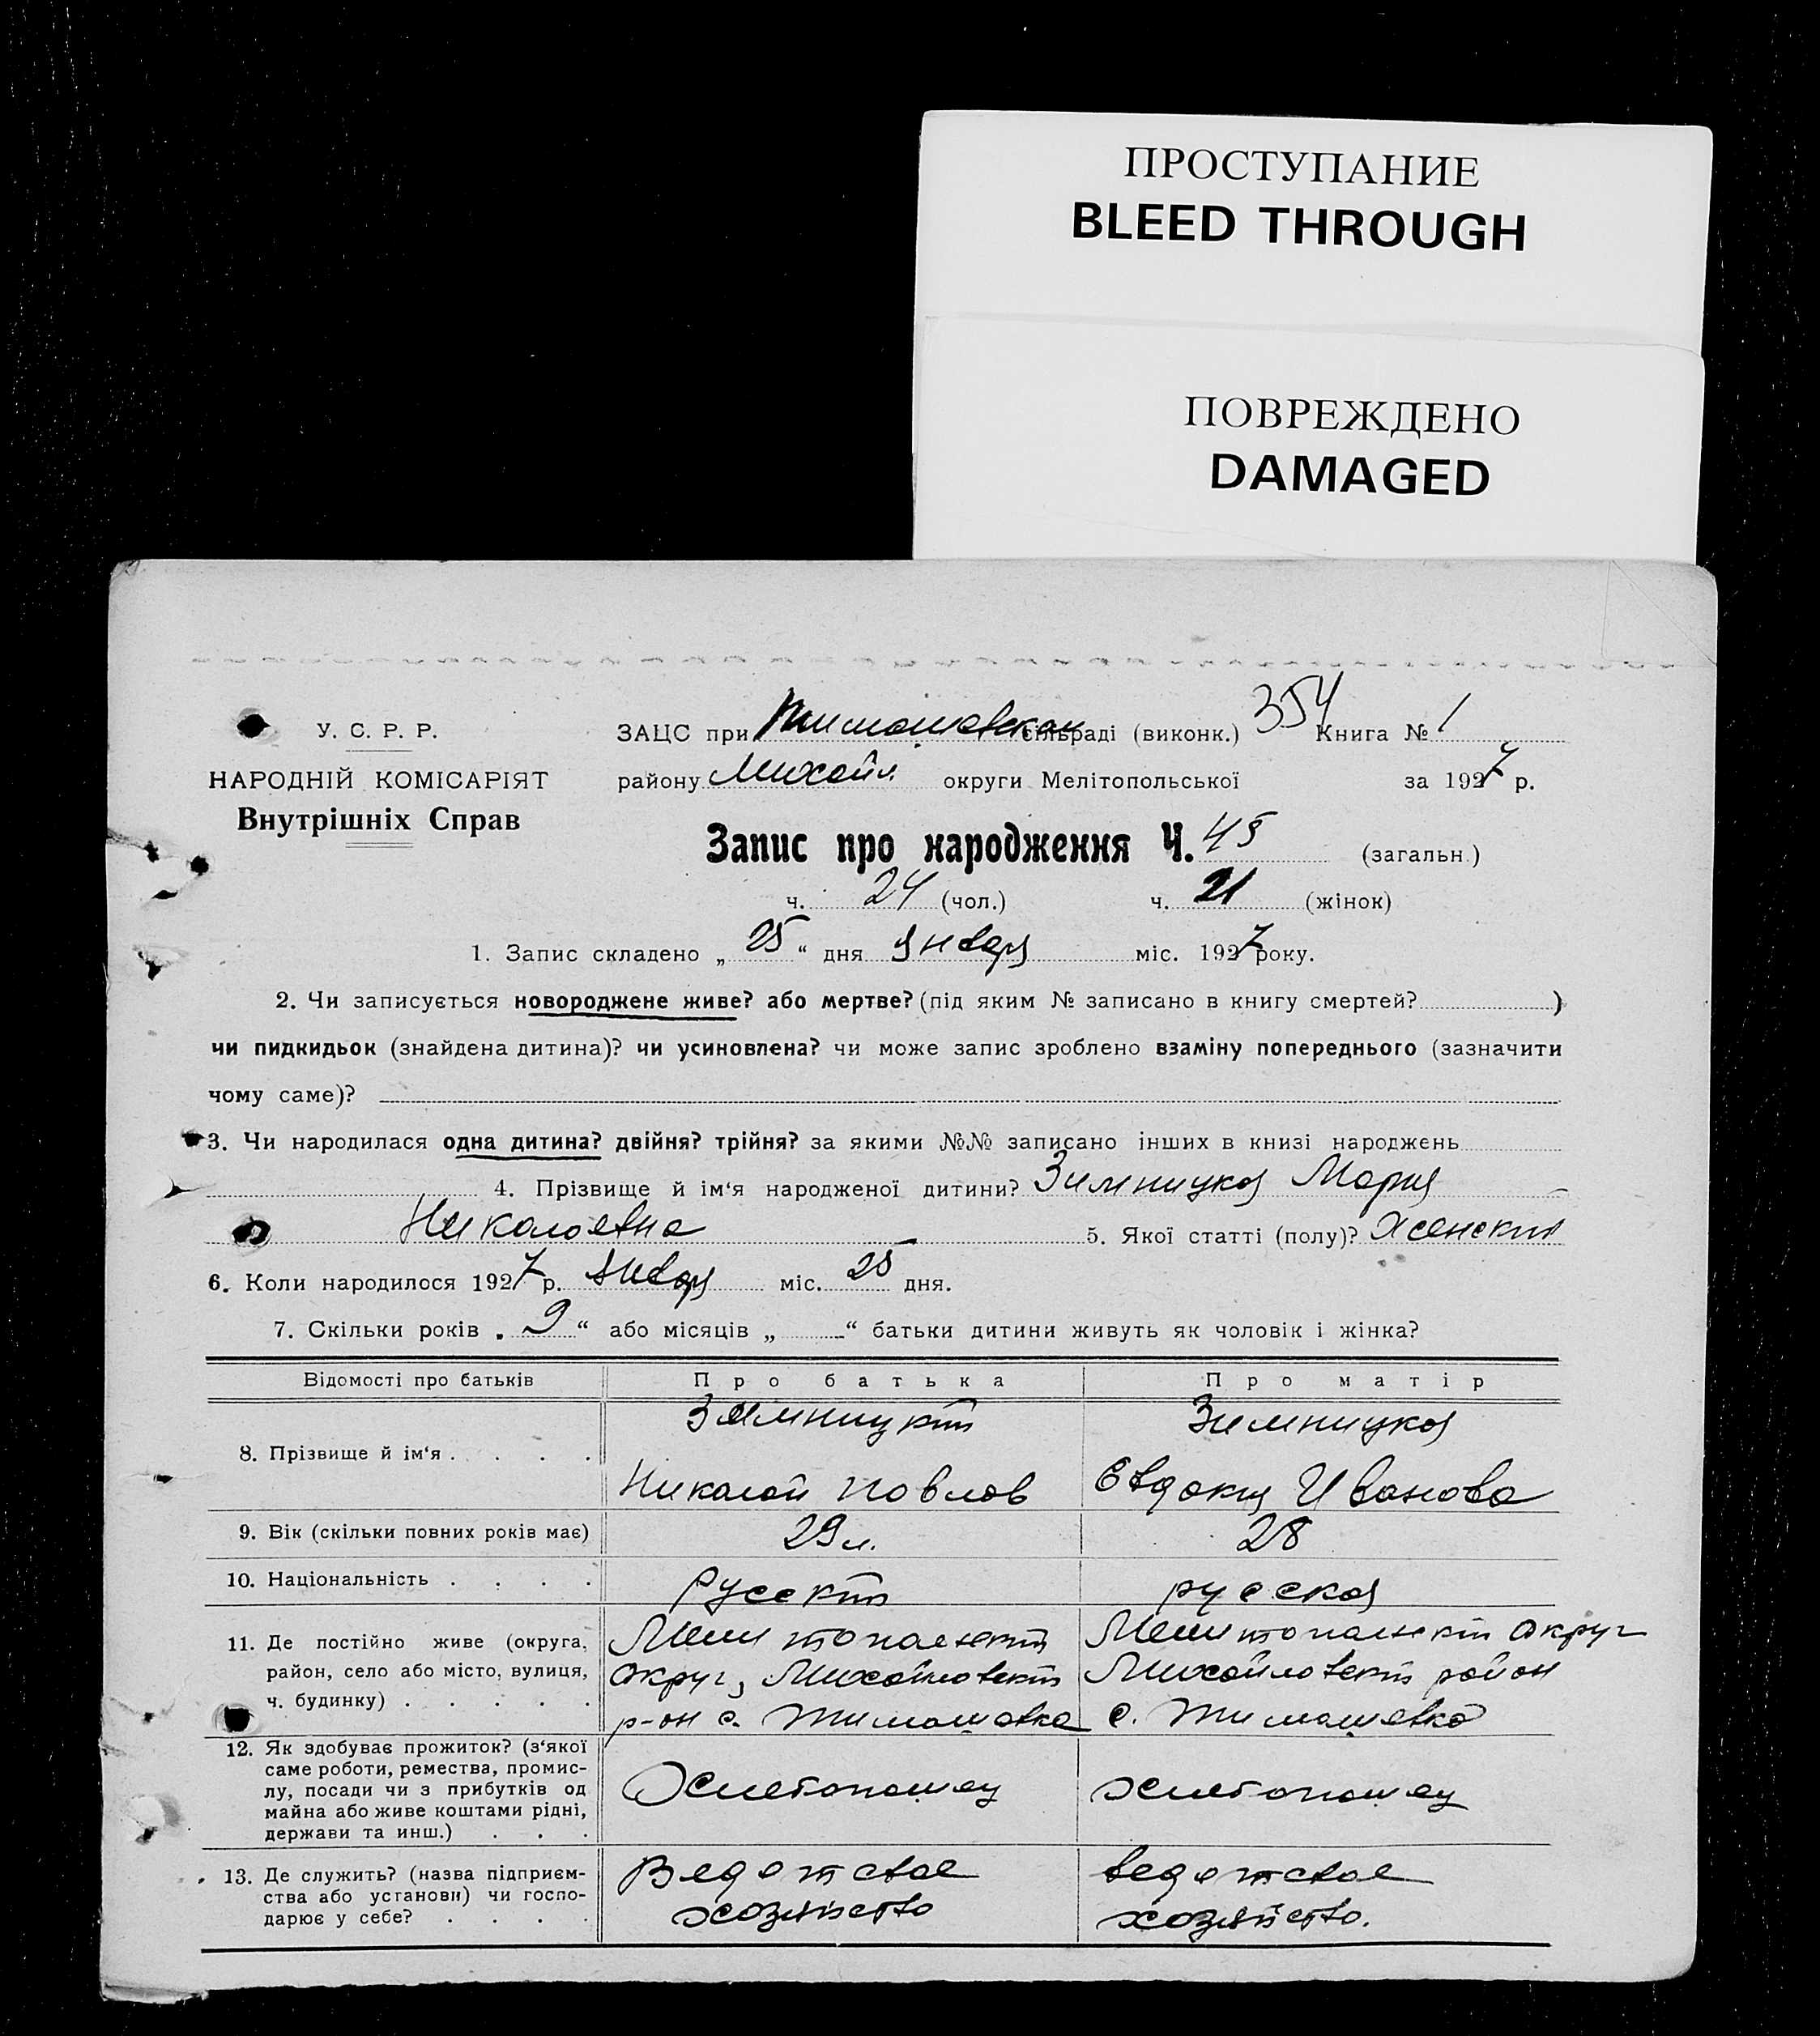 ПРОСТУПАНИЕ
BLEED THROUGH
ПОВРЕЖДЕНО
DAMAGED
У. С. Р. Р.
НАРОДНІЙ КОМІСАРІЯТ
Внутрішніх Справ
354
ЗАЦС при Тимошевском сільраді (виконк.) Книга № 1
району Михайл. округи Мелітопольської за 1927 р.
Запис про народження Ч. 45 (загальн.)
ч. 24 (чол.) ч. 21 (жінок)
1. Запис складено „ 25 “ дня Января міс. 1927 року.
2. Чи записується новороджене живе? або мертве? (під яким № записано в книгу смертей? )
чи пидкидьок (знайдена дитина)? чи усиновлена? чи може запис зроблено взаміну попереднього (зазначити
чому саме)?
3. Чи народилася одна дитина? двійня? трійня? за якими №№ записано інших в книзі народжень
4. Прізвище й ім‘я народженої дитини? Зимницкая Мария
Николаевна 5. Якої статті (полу)? Женский
6. Коли народилося 1927 р. Января міс. 25 дня.
7. Скільки років „ 9 “ або місяців „ “ батьки дитини живуть як чоловік і жінка?
Відомості про батьків Про батька Про матір
8. Прізвище й ім‘я . . . .
Зимницкий
Николай Павлов
Зимницкая
Евдокия Иванова
9. Вік (скільки повних років має) 29 л. 28
10. Національність . . . . Русский русская
11. Де постійно живе (округа,
район, село або місто, вулиця,
ч. будинку) . . . . .
Мелитопольский
округ, Михайловский
р-он с. Тимошовка
Мелитопольский округ
Михайловский район
с. Тимошевка
12. Як здобуває прожиток? (з‘якої
саме роботи, ремества, промис-
лу, посади чи з прибутків од
майна або живе коштами рідні,
держави та инш.) . . .
Хлебопашец
хлебопашец
13. Де служить? (назва підприєм-
ства або установи) чи госпо-
дарює у себе? . . . .
Ведет свое
хозяйство
ведет свое
хозяйство.